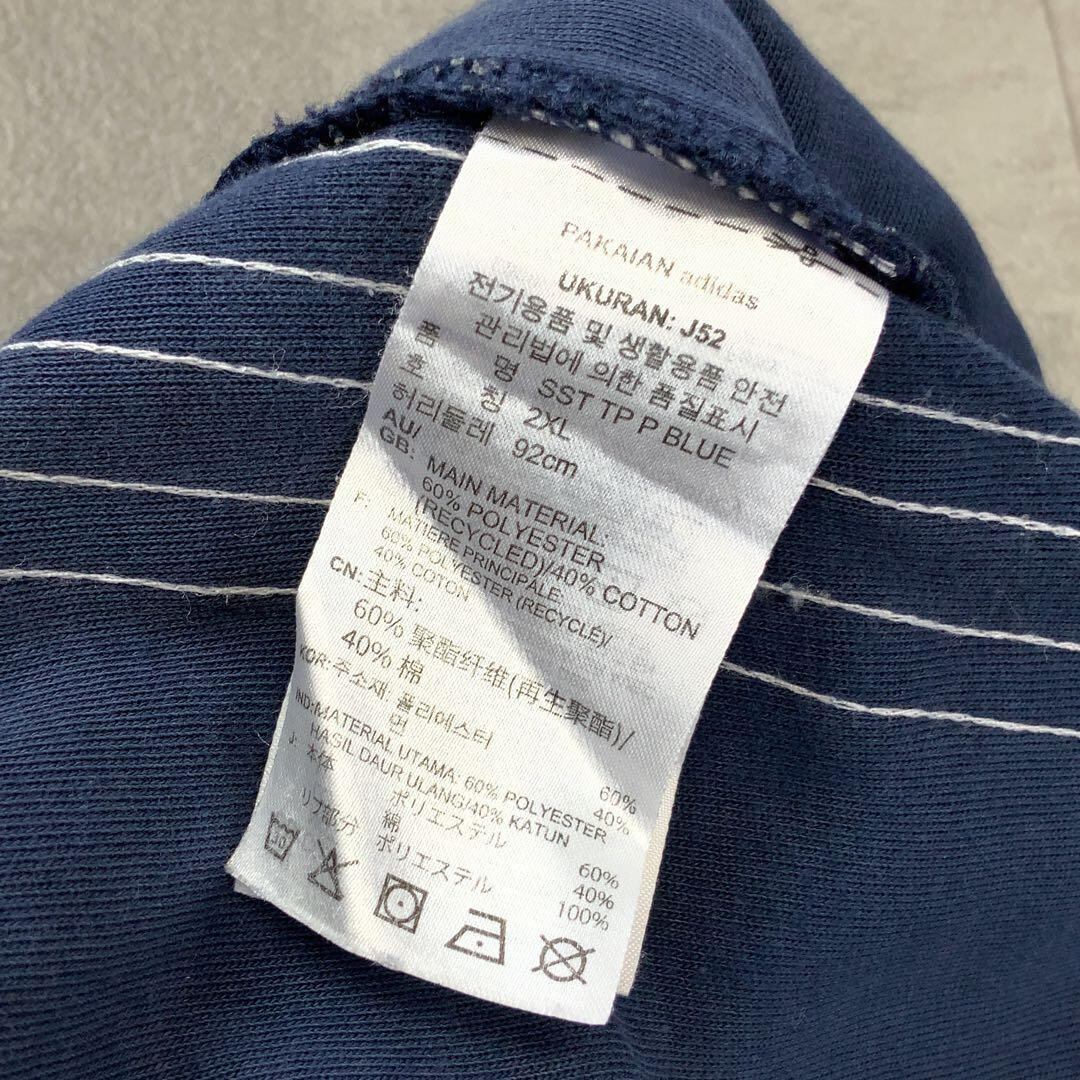 PAKAIAN adidas
UKURAN: J52
전기용품 및 생활용품 안전
관리법에 의한 품질표시
품 명 SST TP P BLUE
호 칭 2XL
허리둘레 92cm
AU/
GB: MAIN MATERIAL:
60% POLYESTER
(RECYCLED)/40% COTTON
F: MATIERE PRINCIPALE
60% POLYESTER (RECYCLÉ)/
40% COTON
CN: 主料:
60% 聚酯纤维(再生聚酯)/
40% 棉
KOR: 주소재: 폴리에스터 60%
면 40%
IND: MATERIAL UTAMA: 60% POLYESTER
HASIL DAUR ULANG/40% KATUN
J: 本体 ポリエステル 60%
綿 40%
リブ部分 ポリエステル 100%
30